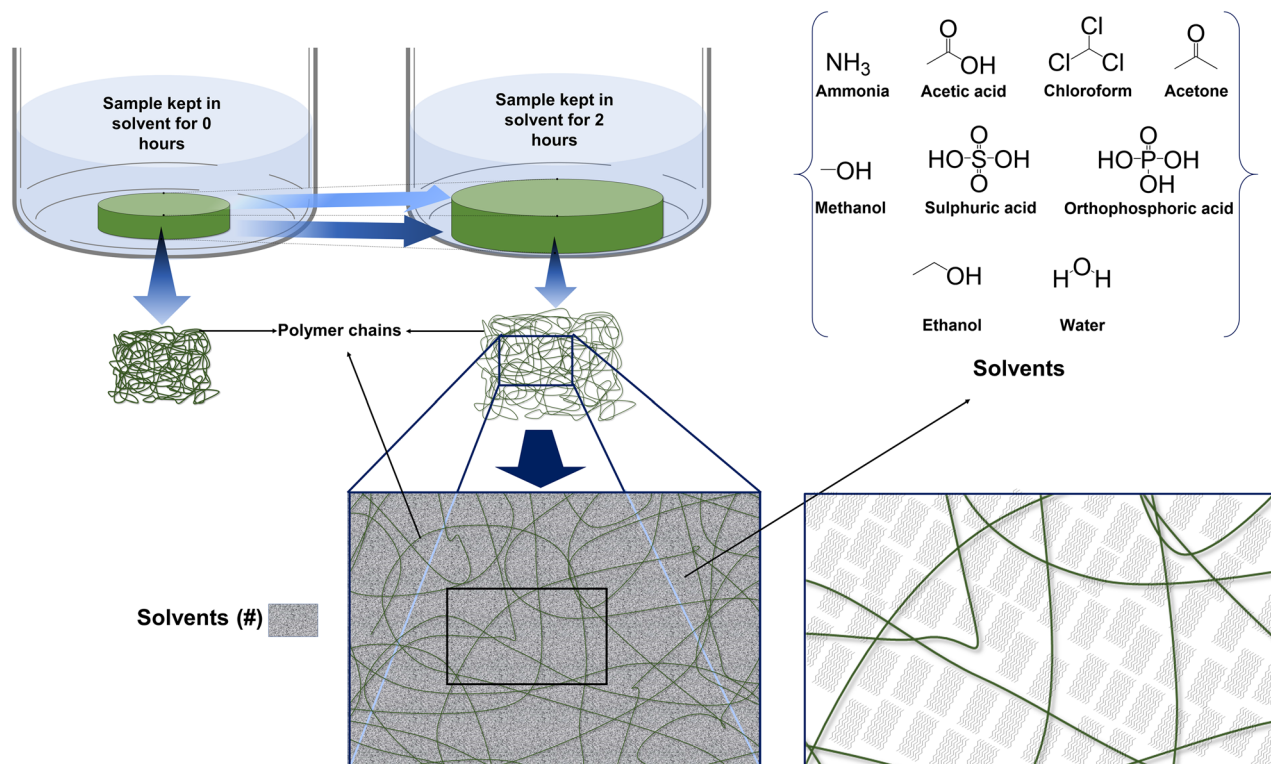 Sample kept in
solvent for 0
hours
Sample kept in
solvent for 2
hours
Polymer chains
Solvents (#)
NH3
Ammonia
O
OH
Acetic acid
Cl
Cl Cl
Chloroform
O
Acetone
OH
Methanol
O
HO S OH
O
Sulphuric acid
O
HO P OH
OH
Orthophosphoric acid
OH
Ethanol
H O H
Water
Solvents